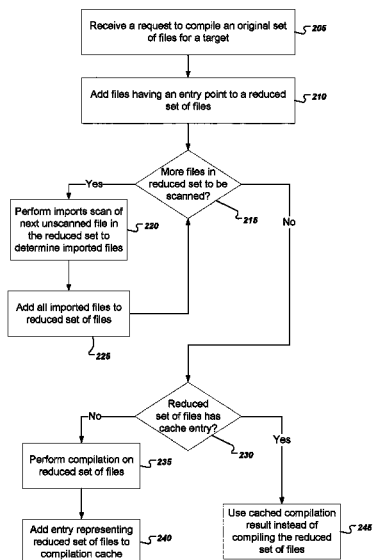 Receive a request to compile an original set
of files for a target
205
Add files having an entry point to a reduced
set of files
210
More files in
reduced set to be
scanned?
215
Yes
No
Perform imports scan of
next unscanned file in
the reduced set to
determine imported files
220
Add all imported files to
reduced set of files
225
Reduced
set of files has
cache entry?
230
No
Yes
Perform compilation on
reduced set of files
235
Add entry representing
reduced set of files to
compilation cache
240
Use cached compilation
result instead of
compiling the reduced
set of files
245